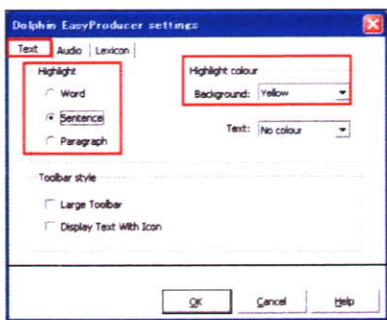 Dolphin EasyProducer settings
Text Audio Lexicon
Highlight
Word
Sentence
Paragraph
Highlight colour
Background: Yellow
Text: No colour
Toolbar style
Large Toolbar
Display Text With Icon
OK Cancel Help